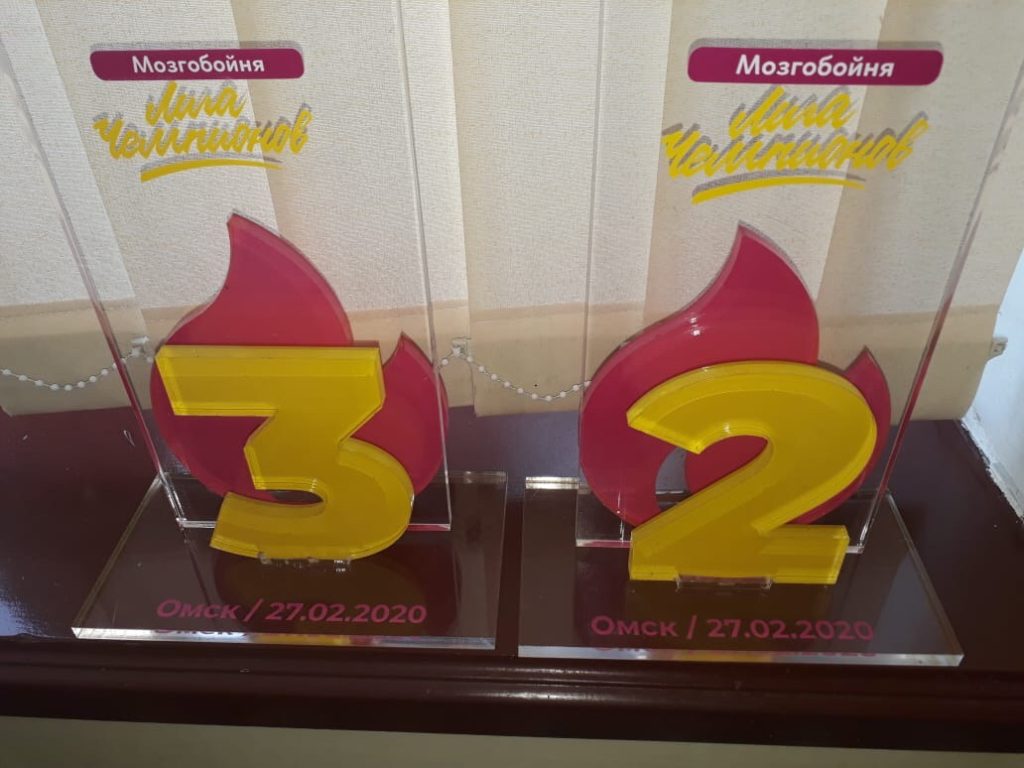 Мозгобойня
Лига
Чемпионов
3
Омск / 27.02.2020
Мозгобойня
Лига
Чемпионов
2
Омск / 27.02.2020